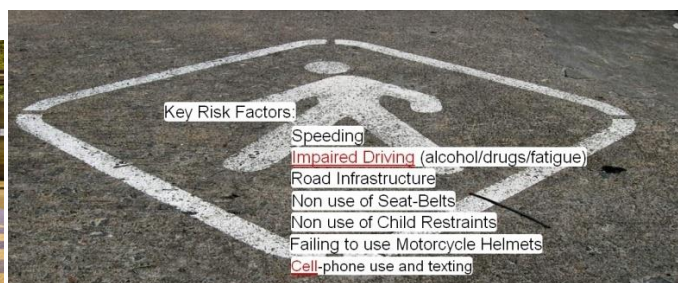 Key Risk Factors:
Speeding
Impaired Driving (alcohol/drugs/fatigue)
Road Infrastructure
Non use of Seat-Belts
Non use of Child Restraints
Failing to use Motorcycle Helmets
Cell-phone use and texting